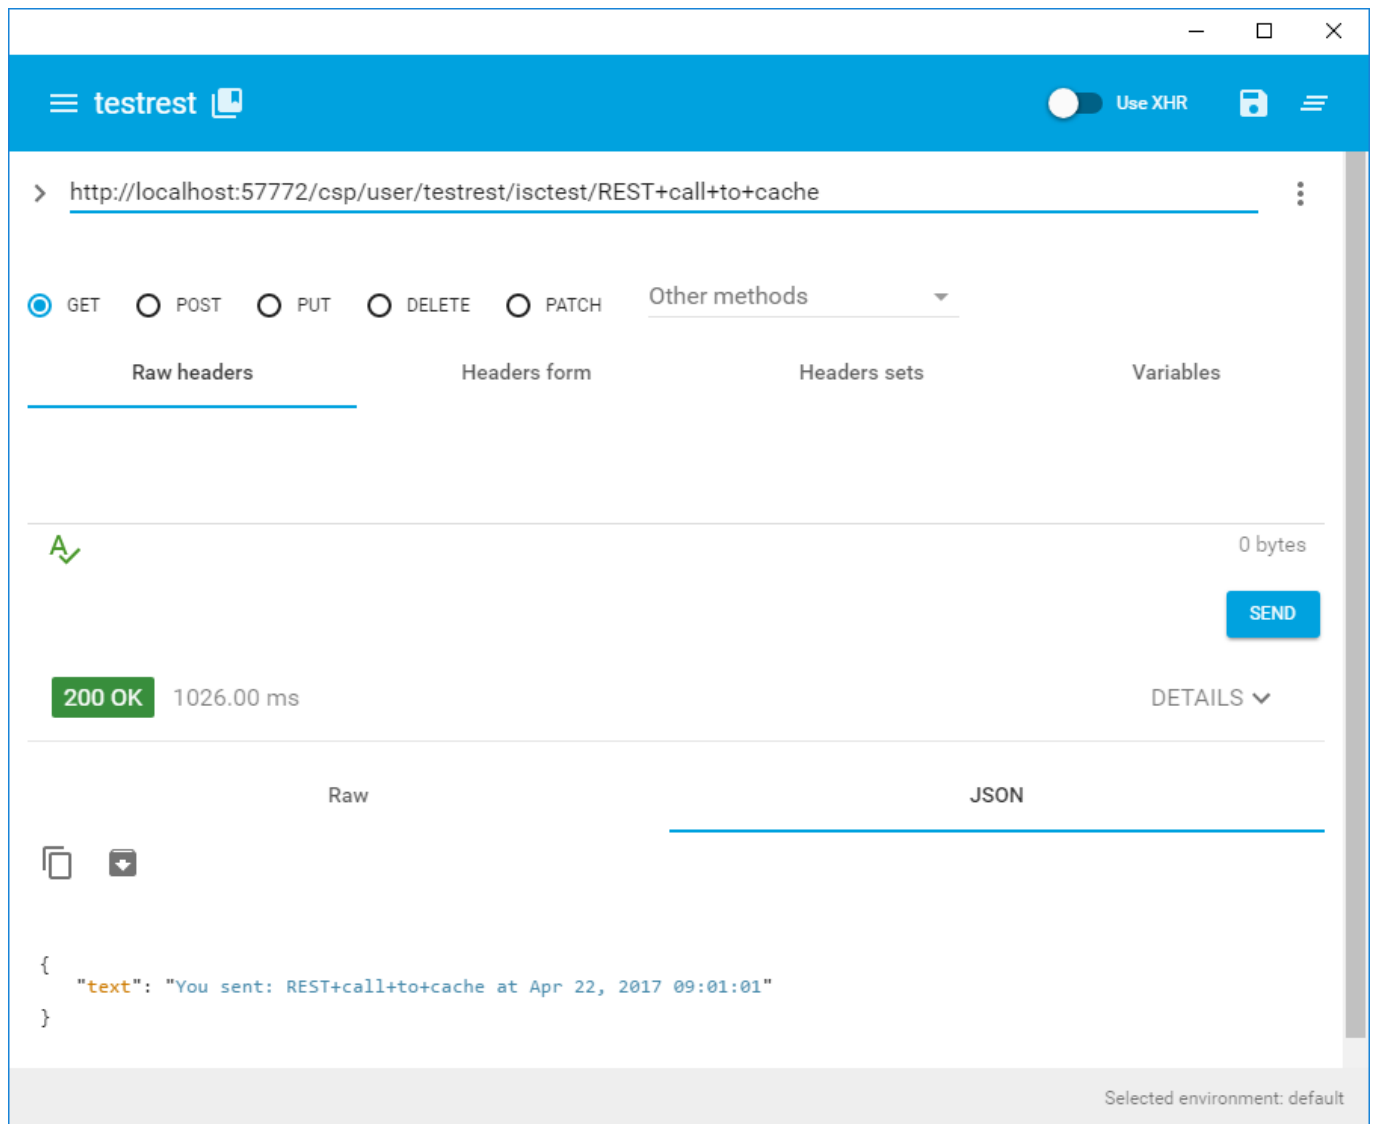 testrest
Use XHR
http://localhost:57772/csp/user/testrest/isctest/REST+call+to+cache
GET POST PUT DELETE PATCH Other methods
Raw headers Headers form Headers sets Variables
0 bytes
SEND
200 OK 1026.00 ms DETAILS
Raw JSON
{
"text": "You sent: REST+call+to+cache at Apr 22, 2017 09:01:01"
}
Selected environment: default